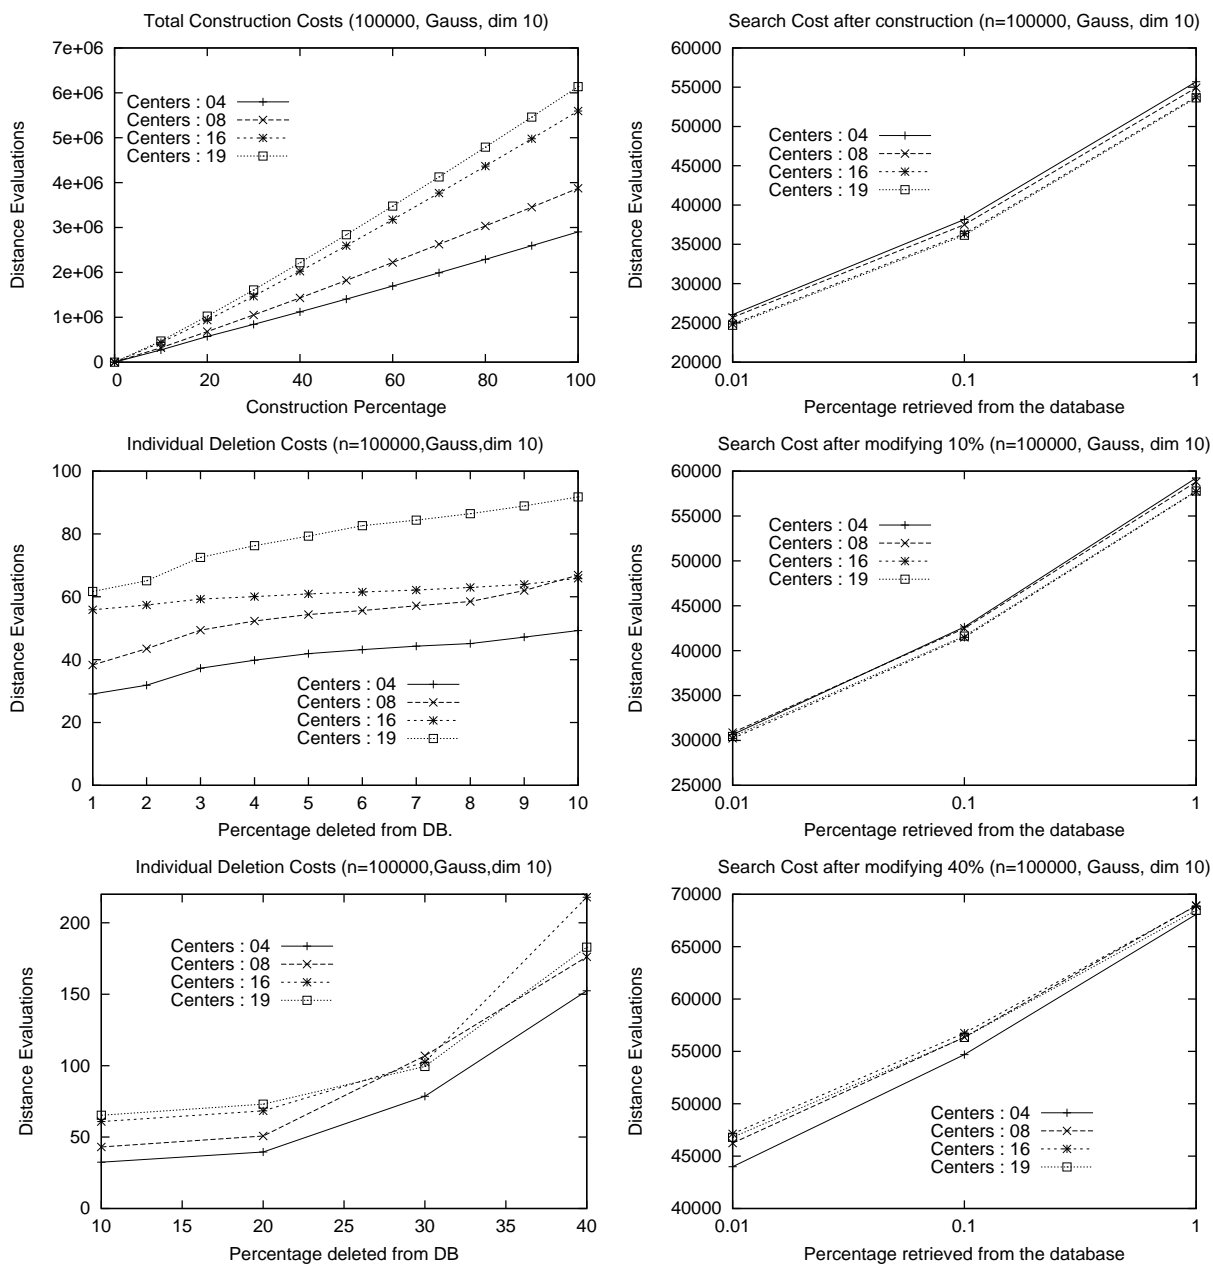 Total Construction Costs (100000, Gauss, dim 10)
7e+06
6e+06
5e+06
4e+06
3e+06
2e+06
1e+06
0
Distance Evaluations
Centers : 04
Centers : 08
Centers : 16
Centers : 19
0 20 40 60 80 100
Construction Percentage
Search Cost after construction (n=100000, Gauss, dim 10)
60000
55000
50000
45000
40000
35000
30000
25000
20000
Distance Evaluations
Centers : 04
Centers : 08
Centers : 16
Centers : 19
0.01 0.1 1
Percentage retrieved from the database
Individual Deletion Costs (n=100000,Gauss,dim 10)
100
80
60
40
20
0
Distance Evaluations
Centers : 04
Centers : 08
Centers : 16
Centers : 19
1 2 3 4 5 6 7 8 9 10
Percentage deleted from DB.
Search Cost after modifying 10% (n=100000, Gauss, dim 10)
60000
55000
50000
45000
40000
35000
30000
25000
Distance Evaluations
Centers : 04
Centers : 08
Centers : 16
Centers : 19
0.01 0.1 1
Percentage retrieved from the database
Individual Deletion Costs (n=100000,Gauss,dim 10)
200
150
100
50
0
Distance Evaluations
Centers : 04
Centers : 08
Centers : 16
Centers : 19
10 15 20 25 30 35 40
Percentage deleted from DB
Search Cost after modifying 40% (n=100000, Gauss, dim 10)
70000
65000
60000
55000
50000
45000
40000
Distance Evaluations
Centers : 04
Centers : 08
Centers : 16
Centers : 19
0.01 0.1 1
Percentage retrieved from the database